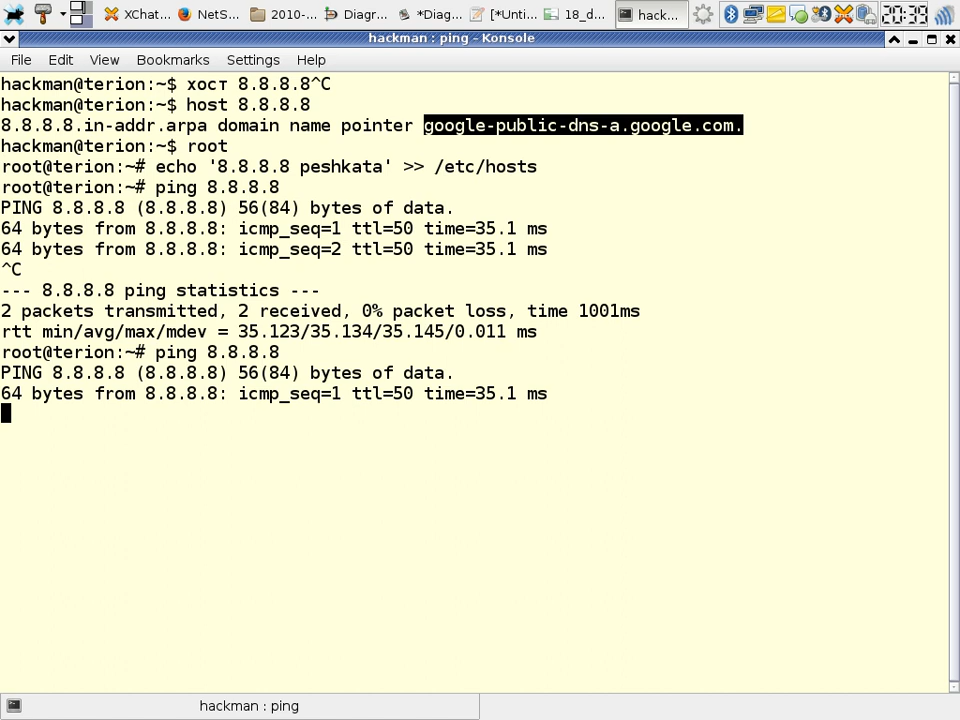 XChat... NetS... 2010-... Diagr... *Diag... [*Unti... 18_d... hack... 20:39
hackman : ping - Konsole
File Edit View Bookmarks Settings Help
hackman@terion:~$ хост 8.8.8.8^C
hackman@terion:~$ host 8.8.8.8
8.8.8.8.in-addr.arpa domain name pointer google-public-dns-a.google.com.
hackman@terion:~$ root
root@terion:~# echo '8.8.8.8 peshkata' >> /etc/hosts
root@terion:~# ping 8.8.8.8
PING 8.8.8.8 (8.8.8.8) 56(84) bytes of data.
64 bytes from 8.8.8.8: icmp_seq=1 ttl=50 time=35.1 ms
64 bytes from 8.8.8.8: icmp_seq=2 ttl=50 time=35.1 ms
^C
--- 8.8.8.8 ping statistics ---
2 packets transmitted, 2 received, 0% packet loss, time 1001ms
rtt min/avg/max/mdev = 35.123/35.134/35.145/0.011 ms
root@terion:~# ping 8.8.8.8
PING 8.8.8.8 (8.8.8.8) 56(84) bytes of data.
64 bytes from 8.8.8.8: icmp_seq=1 ttl=50 time=35.1 ms
hackman : ping